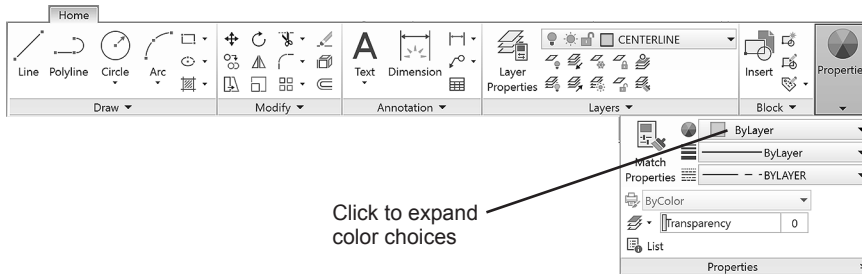 Home
Line Polyline Circle Arc
Draw
Modify
Text Dimension
Annotation
CENTERLINE
Layer
Properties
Layers
Insert
Block
Propertie
ByLayer
ByLayer
BYLAYER
Match
Properties
ByColor
Transparency 0
List
Properties
Click to expand
color choices